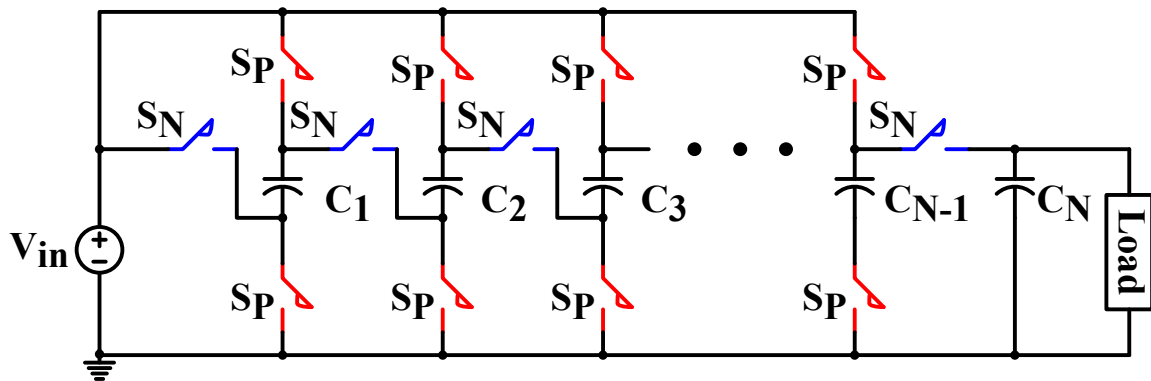 SP SP SP SP
SN SN SN SN
C1 C2 C3 CN-1 CN
Vin
Load
SP SP SP SP